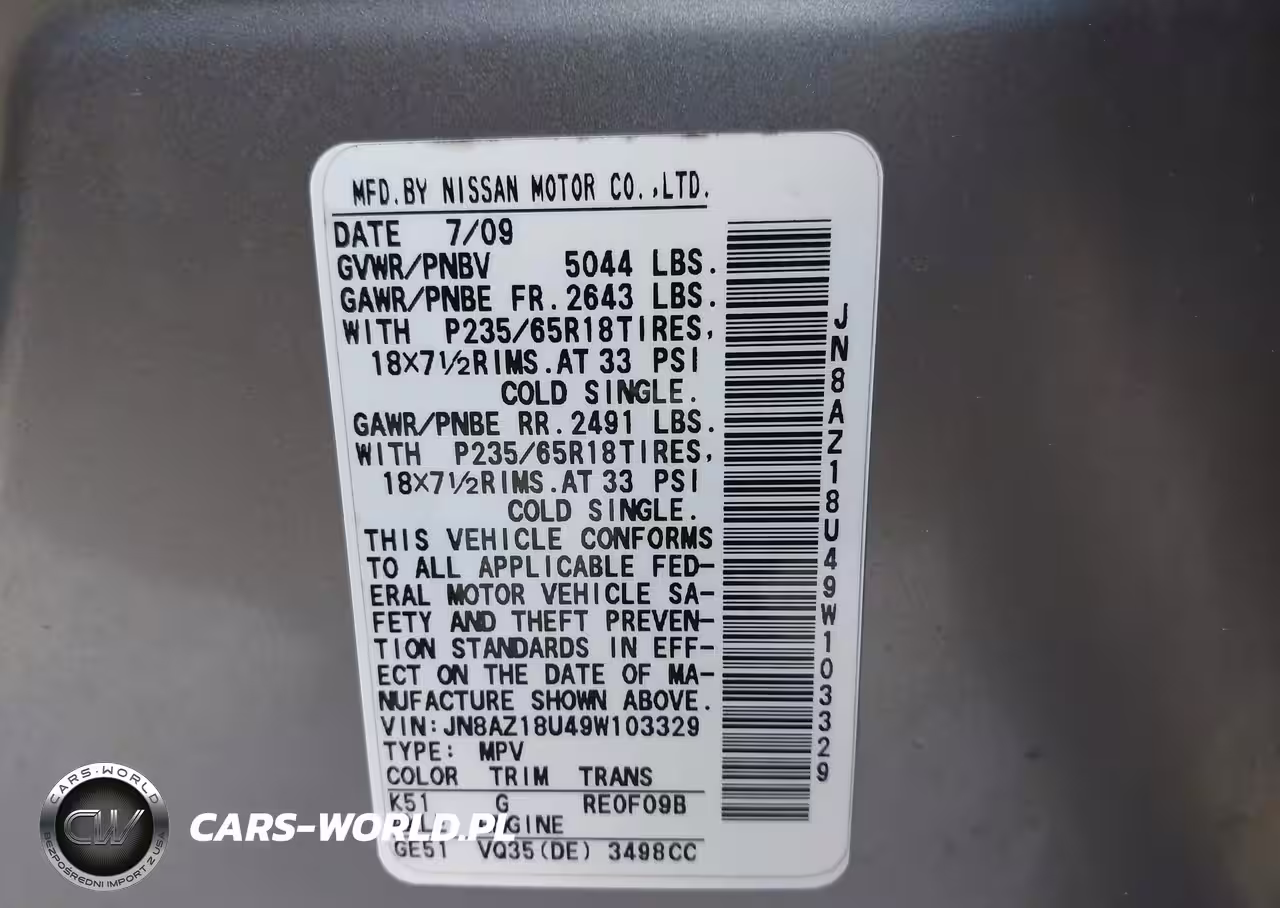 MFD.BY NISSAN MOTOR CO.,LTD.
DATE 7/09
GVWR/PNBV 5044 LBS.
GAWR/PNBE FR.2643 LBS.
WITH P235/65R18TIRES,
18×7½RIMS.AT 33 PSI
COLD SINGLE.
GAWR/PNBE RR.2491 LBS.
WITH P235/65R18TIRES,
18×7½RIMS.AT 33 PSI
COLD SINGLE.
THIS VEHICLE CONFORMS
TO ALL APPLICABLE FED-
ERAL MOTOR VEHICLE SA-
FETY AND THEFT PREVEN-
TION STANDARDS IN EFF-
ECT ON THE DATE OF MA-
NUFACTURE SHOWN ABOVE.
VIN:JN8AZ18U49W103329
TYPE: MPV
COLOR TRIM TRANS
K51 G RE0F09B
GE51 VQ35(DE) 3498CC
JN8AZ18U49W103329
CARS-WORLD
CW
BEZPOŚREDNI IMPORT Z USA
CARS-WORLD.PL